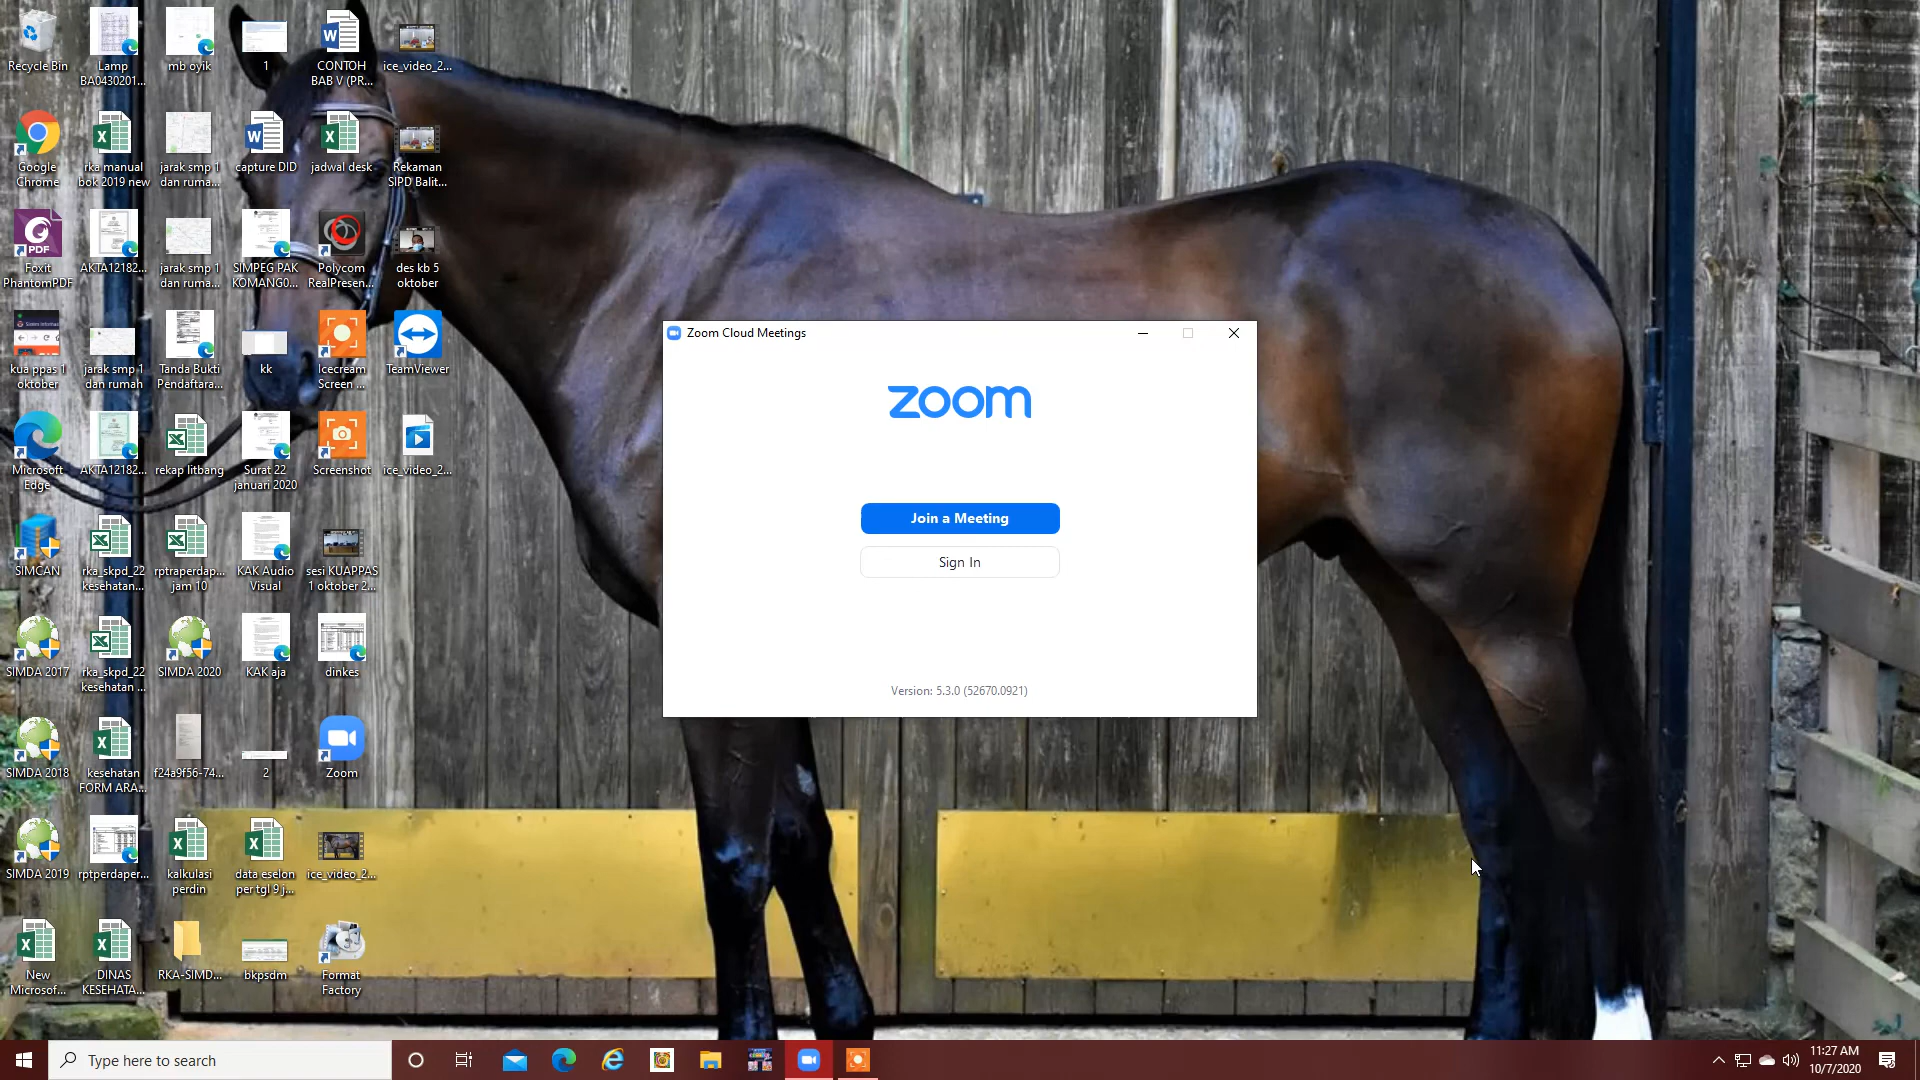 Recycle Bin
Lamp
BA0430201...
mb oyik
1
CONTOH
BAB V (PR...
ice_video_2...
Google
Chrome
rka manual
bok 2019 new
jarak smp 1
dan ruma...
capture DID
jadwal desk
Rekaman
SIPD Balit...
PDF
Foxit
PhantomPDF
AKTA12182...
jarak smp 1
dan ruma...
SIMPEG PAK
KOMANG0...
Polycom
RealPresen...
des kb 5
oktober
kua ppas 1
oktober
jarak smp 1
dan rumah
Tanda Bukti
Pendaftara...
kk
Icecream
Screen ...
TeamViewer
Microsoft
Edge
AKTA12182...
rekap litbang
Surat 22
januari 2020
Screenshot
ice_video_2...
SIMCAN
rka_skpd_22
kesehatan...
rptraperdap...
jam 10
KAK Audio
Visual
sesi KUAPPAS
1 oktober 2...
SIMDA 2017
rka_skpd_22
kesehatan ...
SIMDA 2020
KAK aja
dinkes
SIMDA 2018
kesehatan
FORM ARA...
f24a9f56-74...
2
Zoom
SIMDA 2019
rptperdaper...
kalkulasi
perdin
data eselon
per tgl 9 j...
ice_video_2...
New
Microsof...
DINAS
KESEHATA...
RKA-SIMD...
bkpsdm
Format
Factory
Zoom Cloud Meetings
zoom
Join a Meeting
Sign In
Version: 5.3.0 (52670.0921)
Type here to search
11:27 AM
10/7/2020